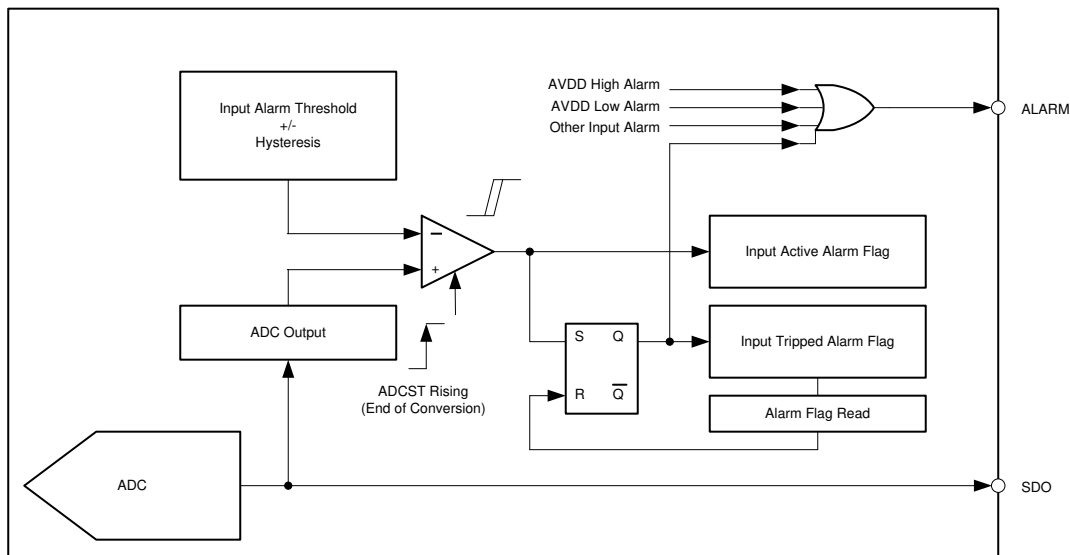 Input Alarm Threshold
+/-
Hysteresis
AVDD High Alarm
AVDD Low Alarm
Other Input Alarm
ALARM
−
+
Input Active Alarm Flag
ADC Output
ADCST Rising
(End of Conversion)
S Q
R Q̅
Input Tripped Alarm Flag
Alarm Flag Read
ADC
SDO